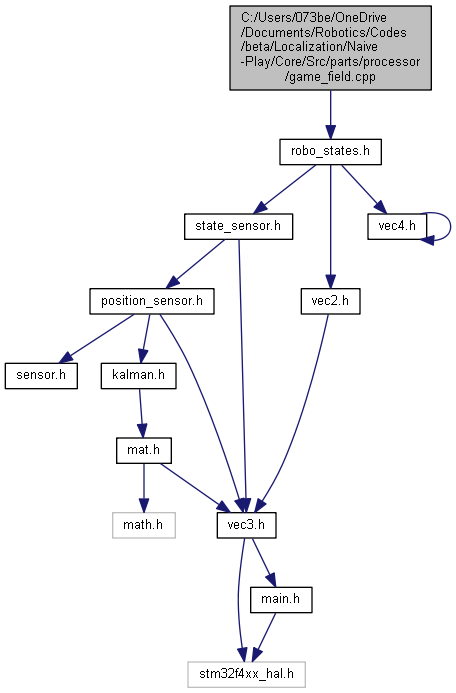 C:/Users/073be/OneDrive
/Documents/Robotics/Codes
/beta/Localization/Naive
-Play/Core/Src/parts/processor
/game_field.cpp
robo_states.h
state_sensor.h
vec4.h
position_sensor.h
vec2.h
sensor.h
kalman.h
mat.h
math.h
vec3.h
main.h
stm32f4xx_hal.h